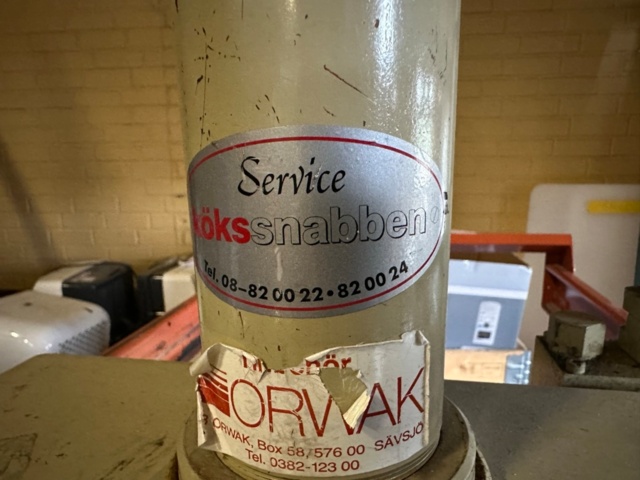 Service
kökssnabben
Tel. 08-82 00 22 • 82 00 24
ORWAK
ORWAK, Box 58/576 00 SÄVSJÖ
Tel. 0382-123 00